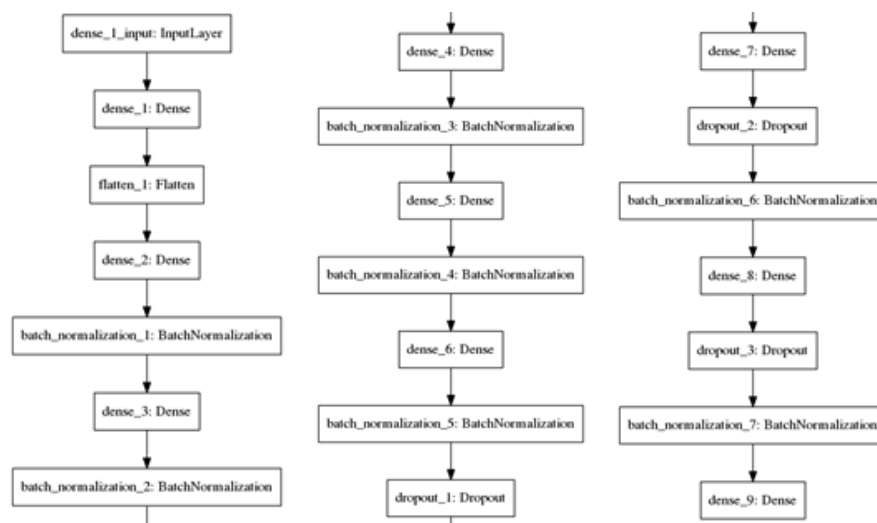 dense_1_input: InputLayer
dense_1: Dense
flatten_1: Flatten
dense_2: Dense
batch_normalization_1: BatchNormalization
dense_3: Dense
batch_normalization_2: BatchNormalization
dense_4: Dense
batch_normalization_3: BatchNormalization
dense_5: Dense
batch_normalization_4: BatchNormalization
dense_6: Dense
batch_normalization_5: BatchNormalization
dropout_1: Dropout
dense_7: Dense
dropout_2: Dropout
batch_normalization_6: BatchNormalization
dense_8: Dense
dropout_3: Dropout
batch_normalization_7: BatchNormalization
dense_9: Dense